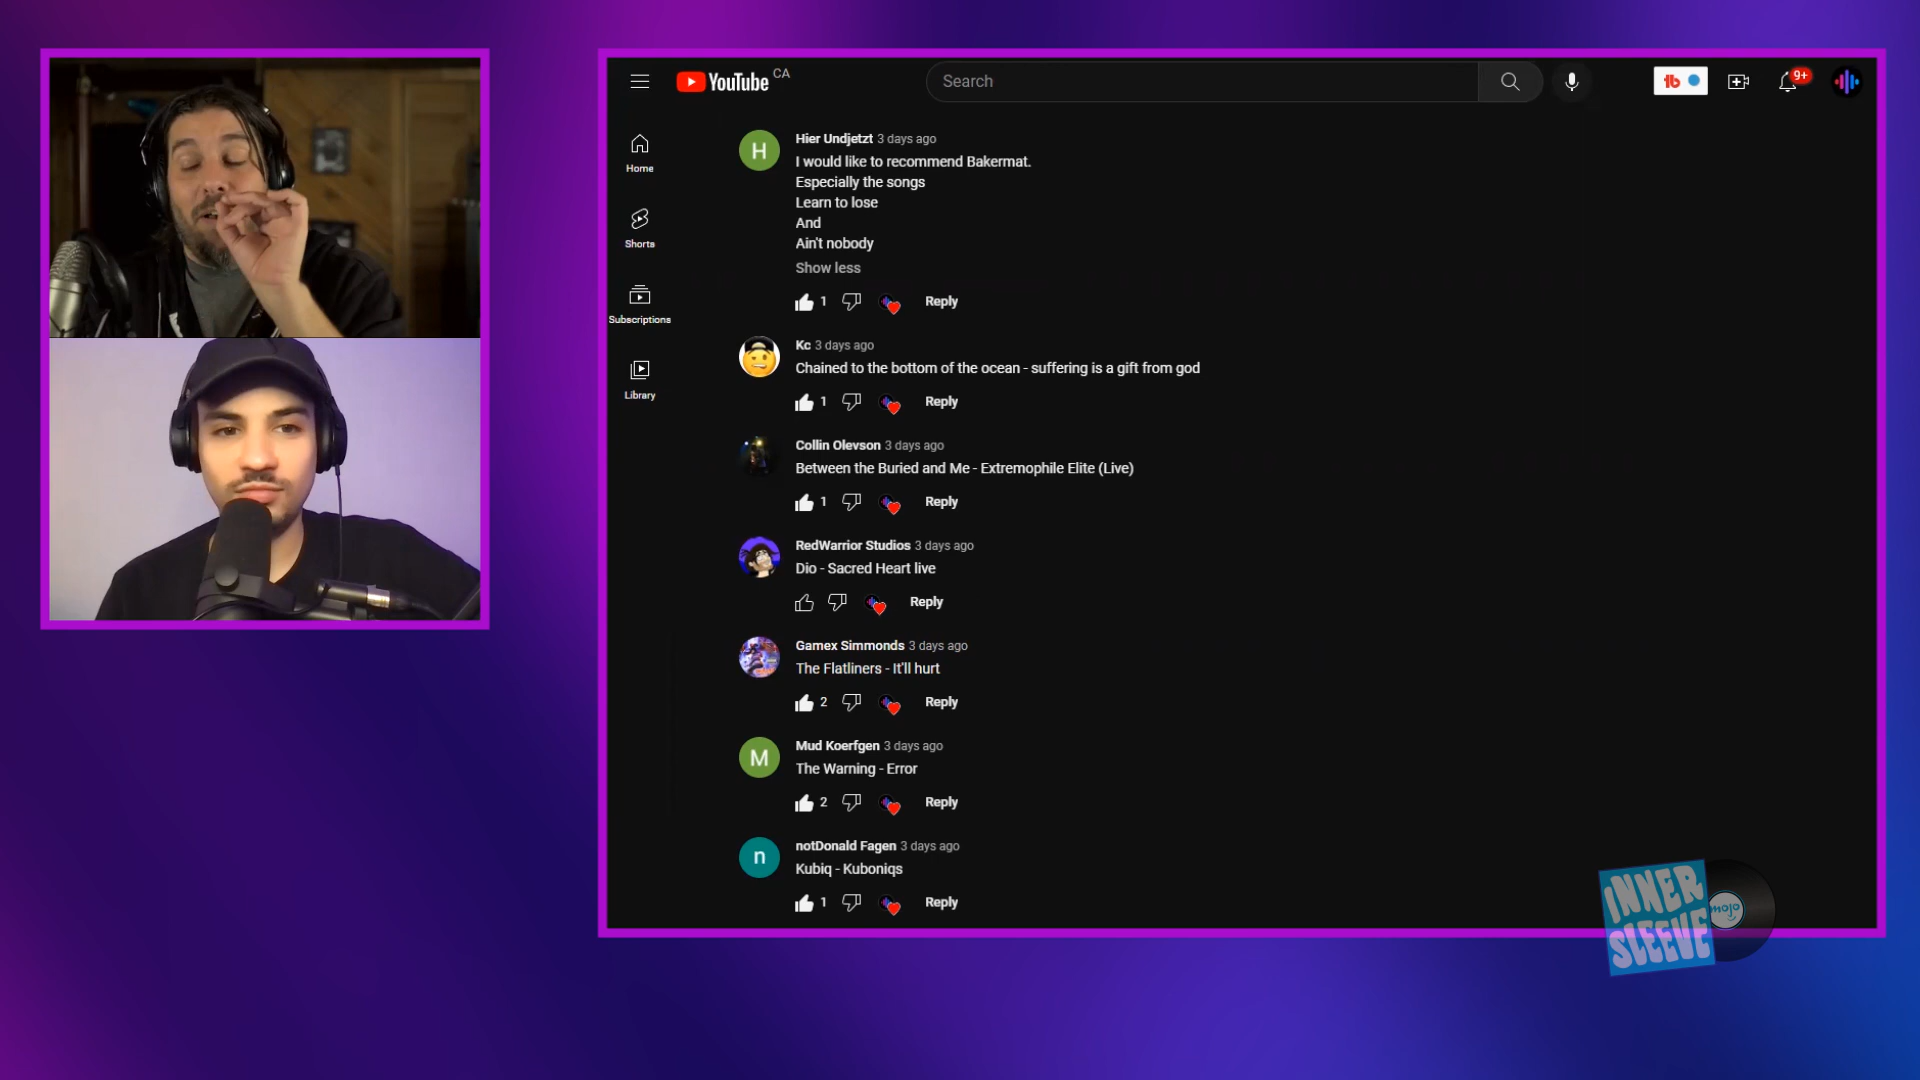 YouTube CA
Search
9+
Home
Shorts
Subscriptions
Library
H
Hier Undjetzt 3 days ago
I would like to recommend Bakermat.
Especially the songs
Learn to lose
And
Ain't nobody
Show less
1 Reply
Kc 3 days ago
Chained to the bottom of the ocean - suffering is a gift from god
1 Reply
Collin Olevson 3 days ago
Between the Buried and Me - Extremophile Elite (Live)
1 Reply
RedWarrior Studios 3 days ago
Dio - Sacred Heart live
Reply
Gamex Simmonds 3 days ago
The Flatliners - It'll hurt
2 Reply
M
Mud Koerfgen 3 days ago
The Warning - Error
2 Reply
n
notDonald Fagen 3 days ago
Kubiq - Kuboniqs
1 Reply
INNER
SLEEVE
mojo
tb